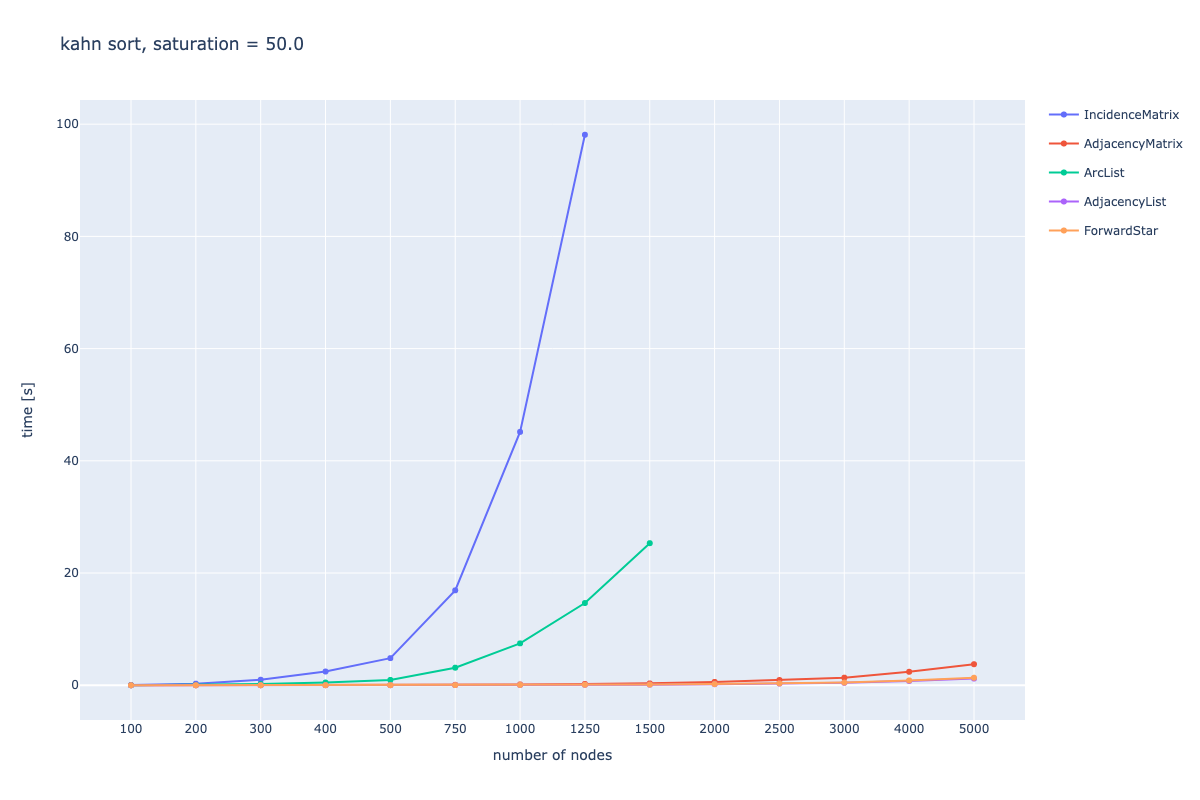 kahn sort, saturation = 50.0
IncidenceMatrix
AdjacencyMatrix
ArcList
AdjacencyList
ForwardStar
100
80
60
40
20
0
time [s]
100 200 300 400 500 750 1000 1250 1500 2000 2500 3000 4000 5000
number of nodes